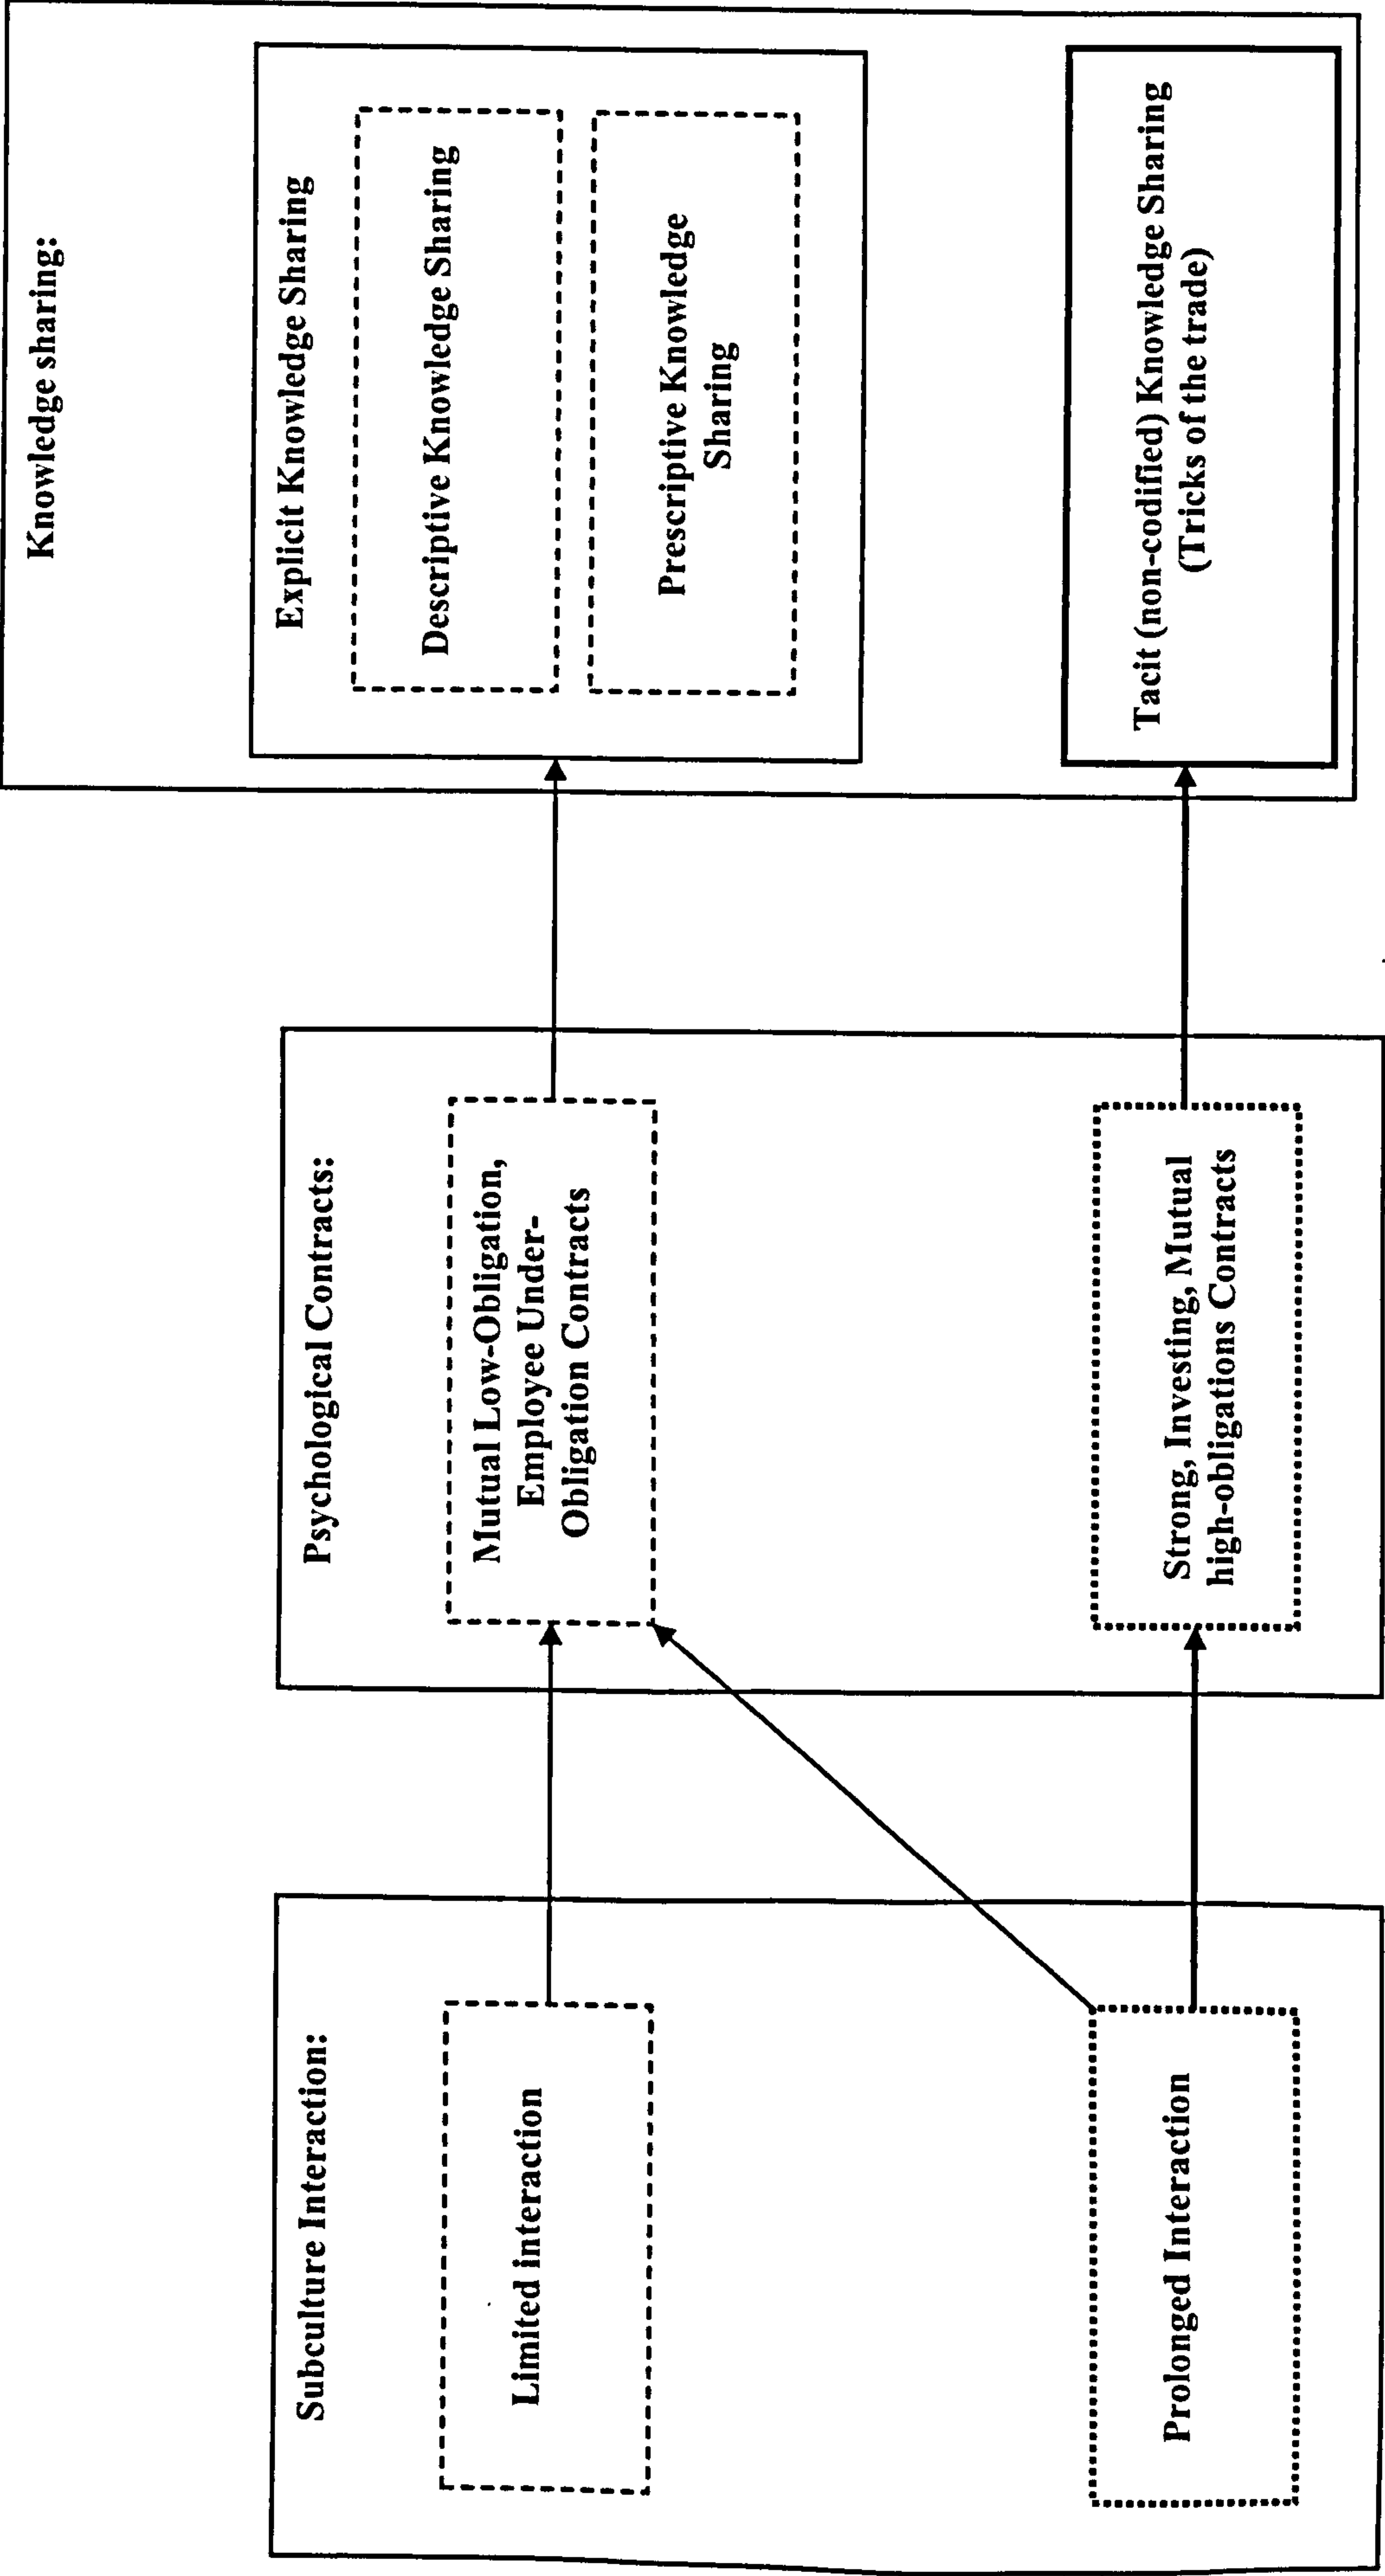 Subculture Interaction:
Limited interaction
Prolonged Interaction
Psychological Contracts:
Mutual Low-Obligation,
Employee Under-
Obligation Contracts
Strong, Investing, Mutual
high-obligations Contracts
Knowledge sharing:
Explicit Knowledge Sharing
Descriptive Knowledge Sharing
Prescriptive Knowledge
Sharing
Tacit (non-codified) Knowledge Sharing
(Tricks of the trade)